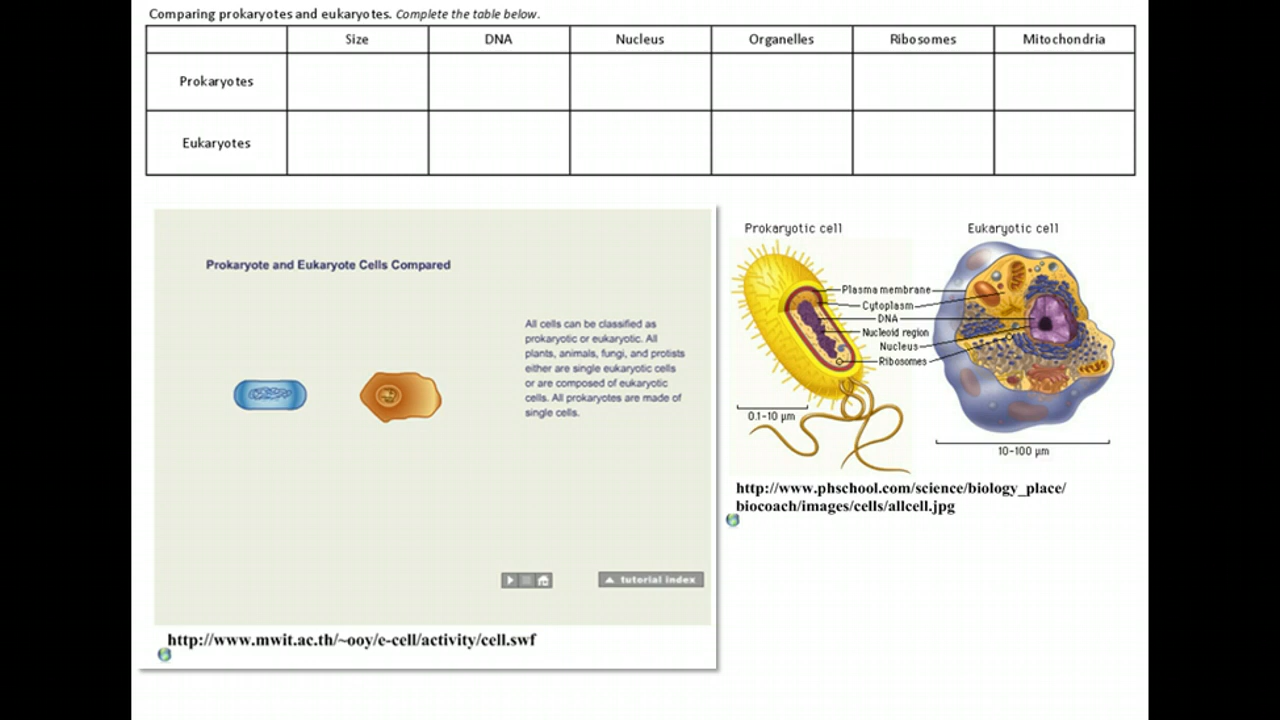 Comparing prokaryotes and eukaryotes. Complete the table below.
Size DNA Nucleus Organelles Ribosomes Mitochondria
Prokaryotes
Eukaryotes
Prokaryote and Eukaryote Cells Compared
All cells can be classified as
prokaryotic or eukaryotic. All
plants, animals, fungi, and protists
either are single eukaryotic cells
or are composed of eukaryotic
cells. All prokaryotes are made of
single cells.
tutorial index
http://www.mwit.ac.th/~ooy/e-cell/activity/cell.swf
Prokaryotic cell
Eukaryotic cell
Plasma membrane
Cytoplasm
DNA
Nucleoid region
Nucleus
Ribosomes
0.1-10 µm
10-100 µm
http://www.phschool.com/science/biology_place/
biocoach/images/cells/allcell.jpg